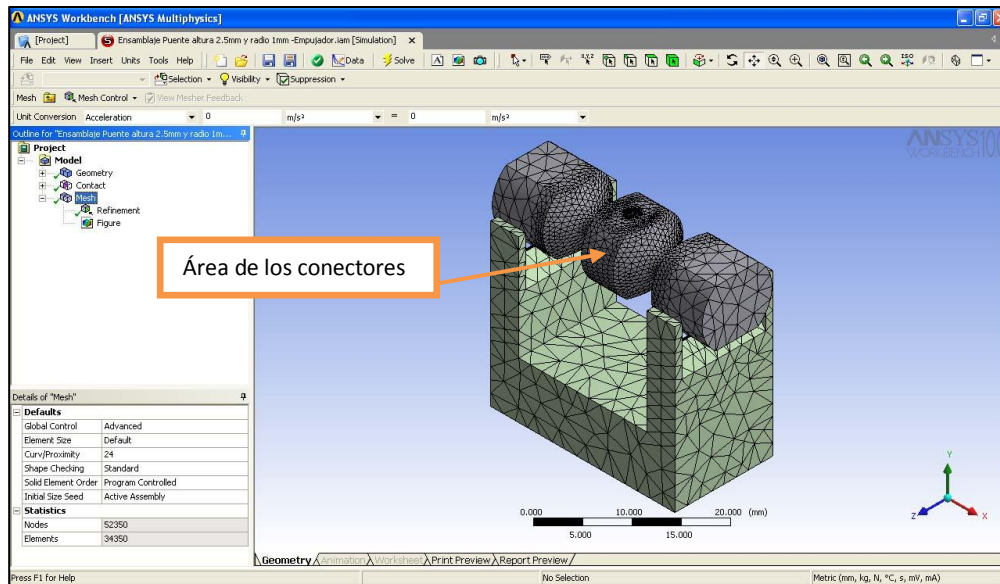 ANSYS Workbench [ANSYS Multiphysics]
[Project] Ensamblaje Puente altura 2.5mm y radio 1mm -Empujador.iam [Simulation] ×
File Edit View Insert Units Tools Help Data Solve
Selection Visibility Suppression
Mesh Mesh Control View Mesher Feedback
Unit Conversion Acceleration 0 m/s² = 0 m/s²
Outline for "Ensamblaje Puente altura 2.5mm y radio 1m...
Project
Model
Geometry
Contact
Mesh
Refinement
Figure
ANSYS 10.0
WORKBENCH
Área de los conectores
Details of "Mesh"
Defaults
Global Control Advanced
Element Size Default
Curv/Proximity 24
Shape Checking Standard
Solid Element Order Program Controlled
Initial Size Seed Active Assembly
Statistics
Nodes 52350
Elements 34350
0.000 10.000 20.000 (mm)
5.000 15.000
Y
Z X
Geometry Animation Worksheet Print Preview Report Preview
Press F1 for Help No Selection Metric (mm, kg, N, °C, s, mV, mA)